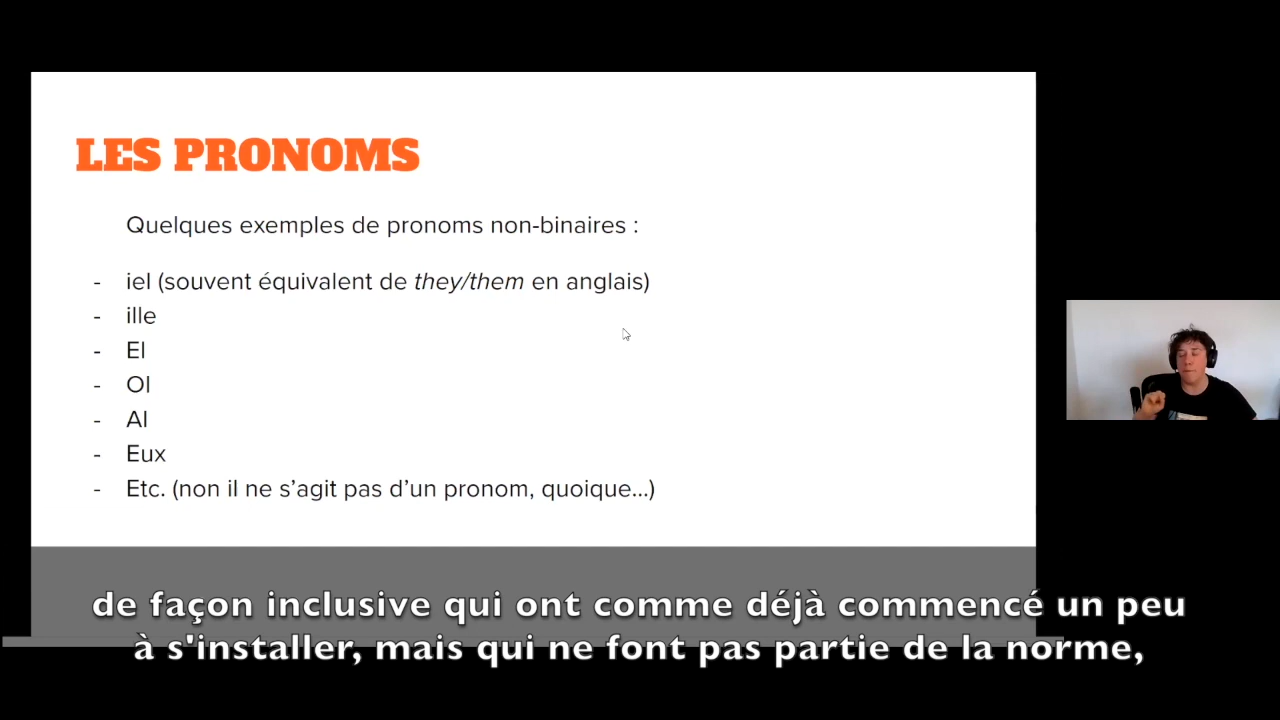 LES PRONOMS
Quelques exemples de pronoms non-binaires :
- iel (souvent équivalent de they/them en anglais)
- ille
- El
- Ol
- Al
- Eux
- Etc. (non il ne s'agit pas d'un pronom, quoique...)
de façon inclusive qui ont comme déjà commencé un peu
à s'installer, mais qui ne font pas partie de la norme,